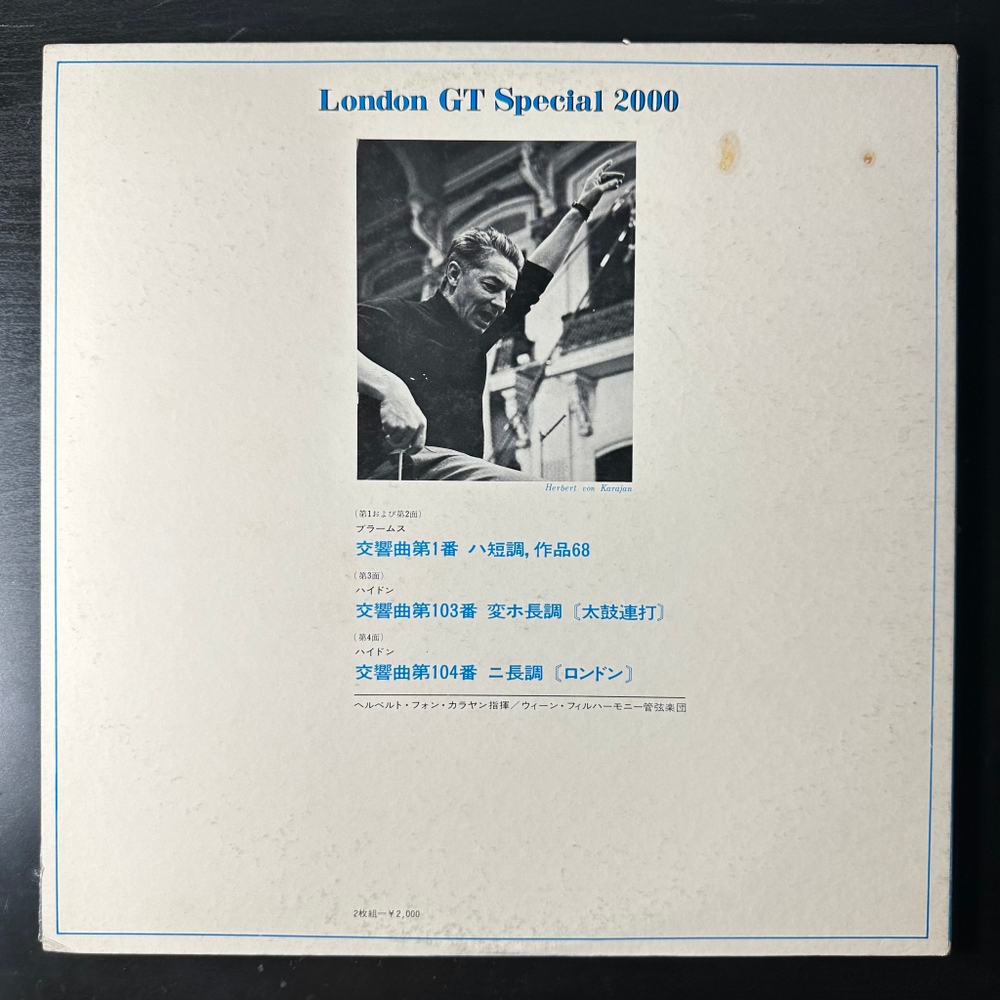 London GT Special 2000
Herbert von Karajan
(第1および第2面)
ブラームス
交響曲第1番 ハ短調,作品68
(第3面)
ハイドン
交響曲第103番 変ホ長調〘太鼓連打〙
(第4面)
ハイドン
交響曲第104番 ニ長調〘ロンドン〙
ヘルベルト・フォン・カラヤン指揮/ウィーン・フィルハーモニー管弦楽団
2枚組—¥2,000